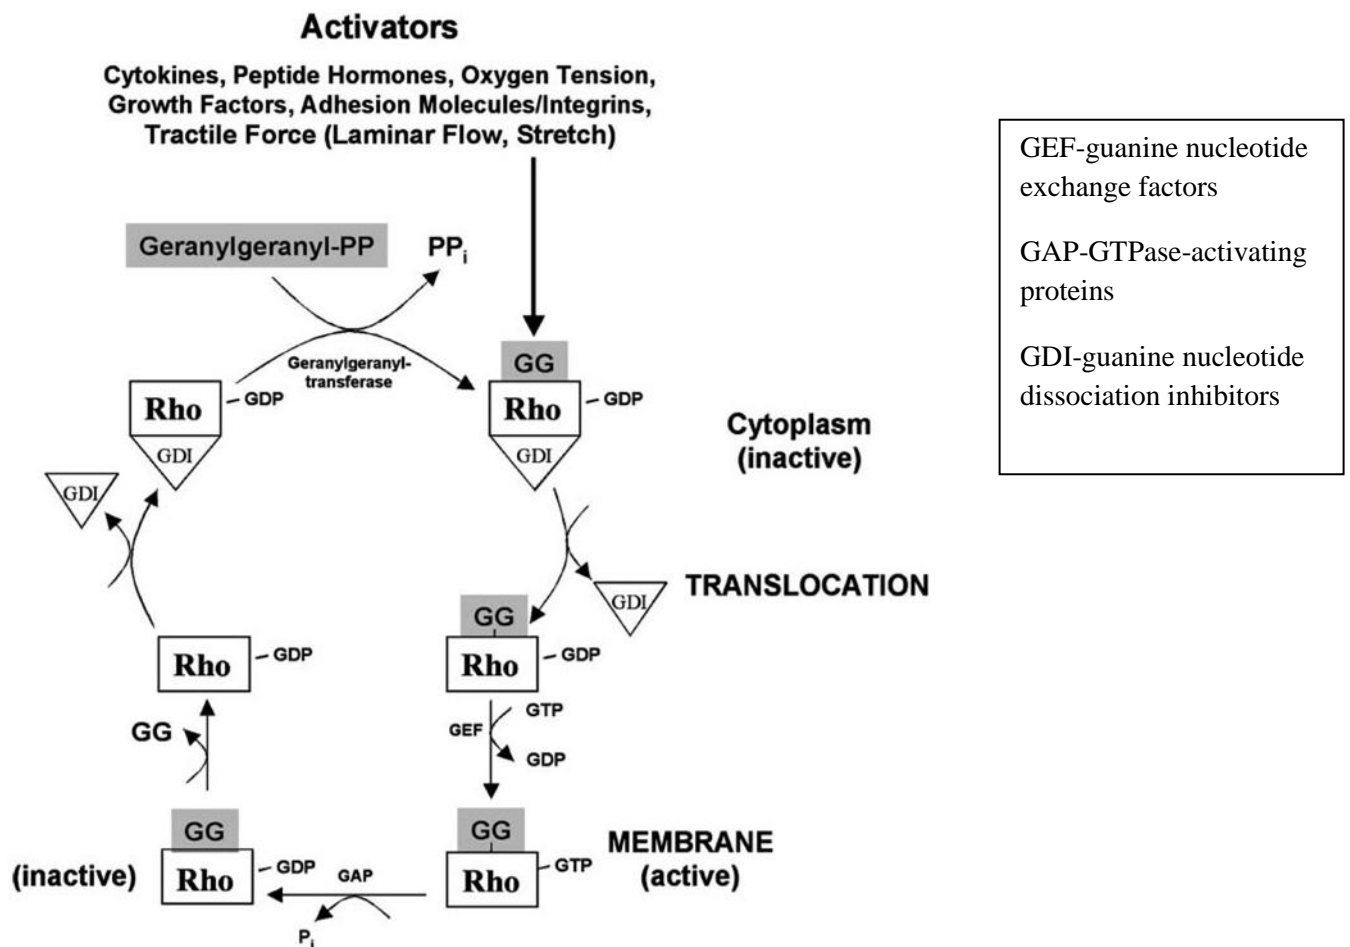 Activators
Cytokines, Peptide Hormones, Oxygen Tension,
Growth Factors, Adhesion Molecules/Integrins,
Tractile Force (Laminar Flow, Stretch)
GEF-guanine nucleotide
exchange factors
GAP-GTPase-activating
proteins
GDI-guanine nucleotide
dissociation inhibitors
Geranylgeranyl-PP
PPi
Geranylgeranyl-
transferase
GG
Rho
GDP
GDI
Rho
GDP
GDI
Cytoplasm
(inactive)
GDI
TRANSLOCATION
GDI
GG
Rho
GDP
Rho
GDP
GTP
GEF
GDP
GG
GG
Rho
GDP
(inactive)
GAP
Pi
GG
Rho
GTP
MEMBRANE
(active)